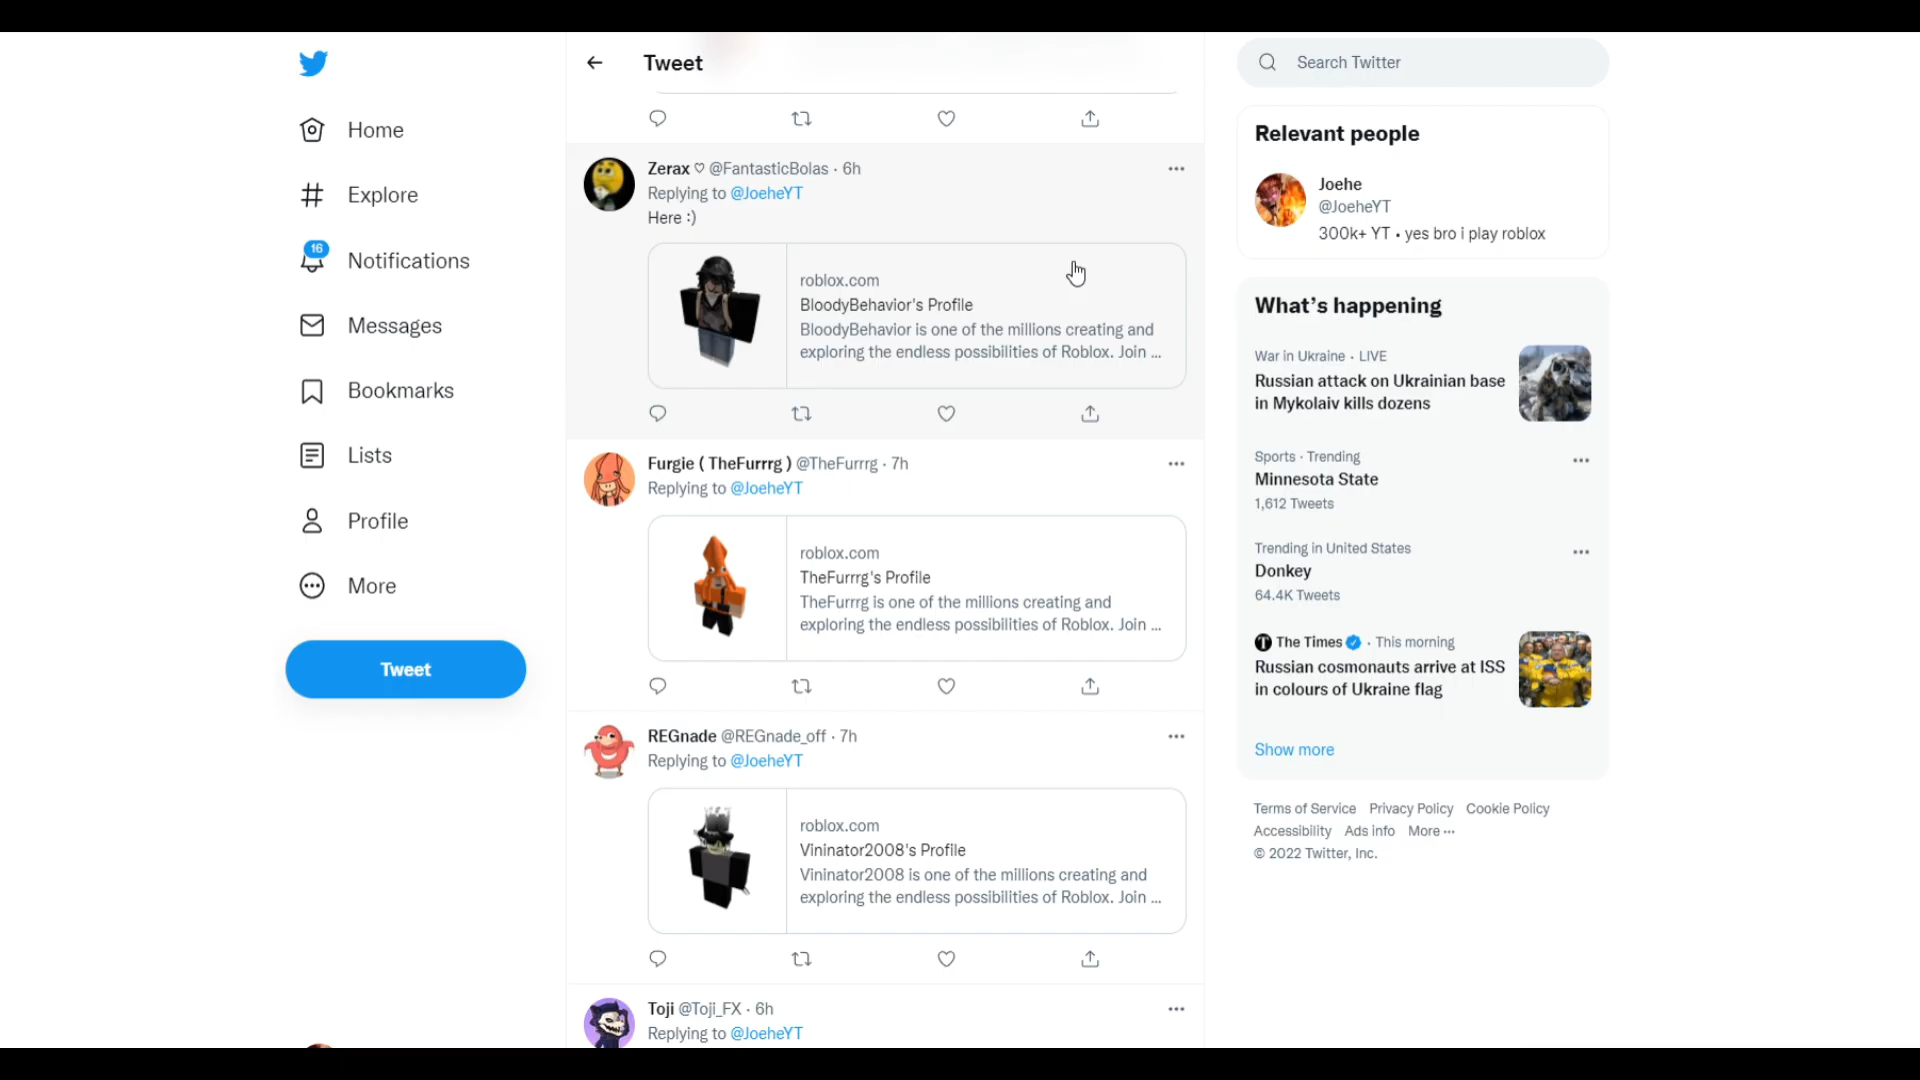 Home
Explore
16
Notifications
Messages
Bookmarks
Lists
Profile
More
Tweet
Tweet
Zerax ♡ @FantasticBolas · 6h
Replying to @JoeheYT
Here :)
roblox.com
BloodyBehavior's Profile
BloodyBehavior is one of the millions creating and
exploring the endless possibilities of Roblox. Join ...
Furgie ( TheFurrrg ) @TheFurrrg · 7h
Replying to @JoeheYT
roblox.com
TheFurrrg's Profile
TheFurrrg is one of the millions creating and
exploring the endless possibilities of Roblox. Join ...
REGnade @REGnade_off · 7h
Replying to @JoeheYT
roblox.com
Vininator2008's Profile
Vininator2008 is one of the millions creating and
exploring the endless possibilities of Roblox. Join ...
Toji @Toji_FX · 6h
Replying to @JoeheYT
Search Twitter
Relevant people
Joehe
@JoeheYT
300k+ YT • yes bro i play roblox
What's happening
War in Ukraine · LIVE
Russian attack on Ukrainian base
in Mykolaiv kills dozens
Sports · Trending
Minnesota State
1,612 Tweets
Trending in United States
Donkey
64.4K Tweets
The Times · This morning
Russian cosmonauts arrive at ISS
in colours of Ukraine flag
Show more
Terms of Service Privacy Policy Cookie Policy
Accessibility Ads info More ···
© 2022 Twitter, Inc.